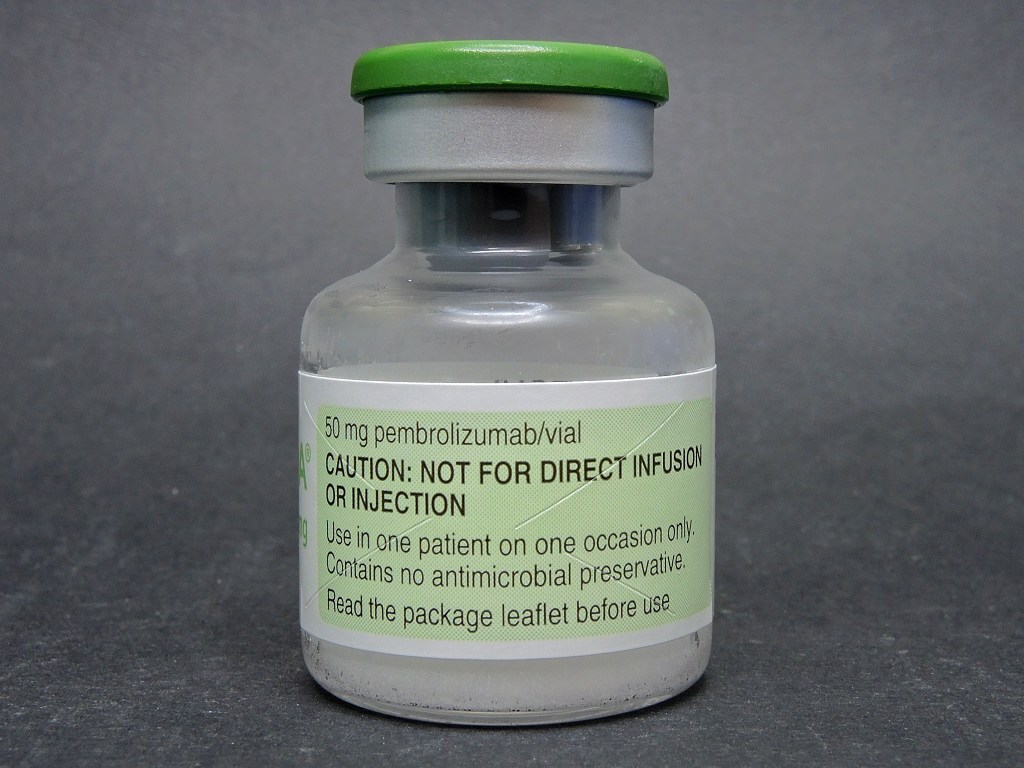 50 mg pembrolizumab/vial
CAUTION: NOT FOR DIRECT INFUSION
OR INJECTION
Use in one patient on one occasion only.
Contains no antimicrobial preservative.
Read the package leaflet before use
A®
mg